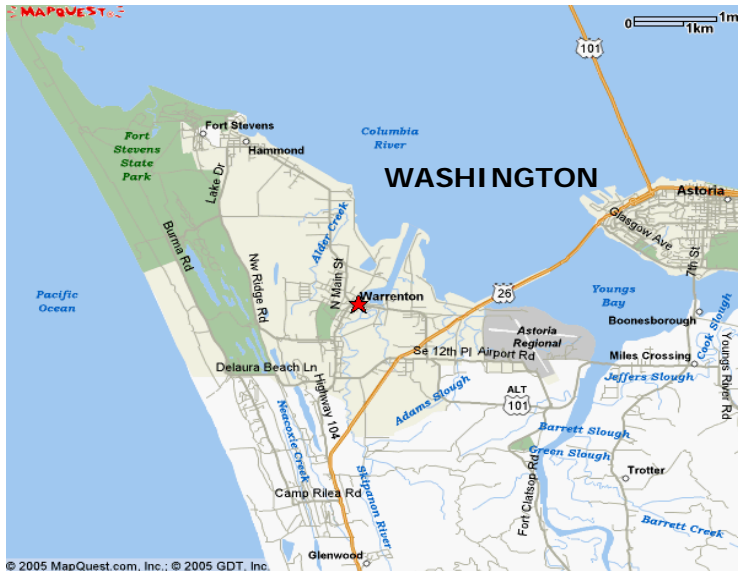 MAPQUEST
0 1m
1km
101
Fort Stevens
Fort
Stevens
State
Park
Hammond
Columbia
River
WASHINGTON
Astoria
Lake Dr
Glasgow Ave
7th St
Alder Creek
Burma Rd
Nw Ridge Rd
N Main St
Warrenton
26
Youngs
Bay
Pacific
Ocean
Boonesborough
Astoria
Regional
Cook Slough
Se 12th Pl Airport Rd
Miles Crossing
Youngs River Rd
Delaura Beach Ln
Jeffers Slough
Highway 104
Adams Slough
ALT
101
Neacoxie Creek
Barrett Slough
Green Slough
Skipanon River
Fort Clatsop Rd
Trotter
Camp Rilea Rd
Barrett Creek
Glenwood
© 2005 MapQuest.com, Inc.; © 2005 GDT, Inc.